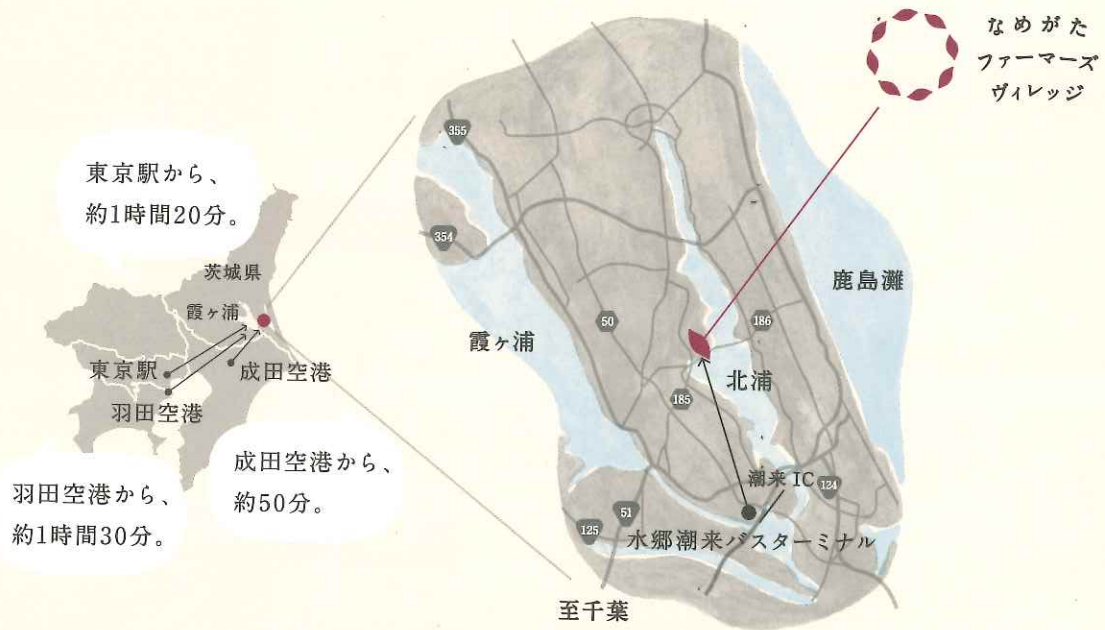 なめがた
ファーマーズ
ヴィレッジ
東京駅から、
約1時間20分。
茨城県
霞ヶ浦
東京駅
成田空港
羽田空港
成田空港から、
約50分。
羽田空港から、
約1時間30分。
355
354
霞ヶ浦
鹿島灘
50
186
北浦
185
潮来 IC
124
51
125
水郷潮来バスターミナル
至千葉